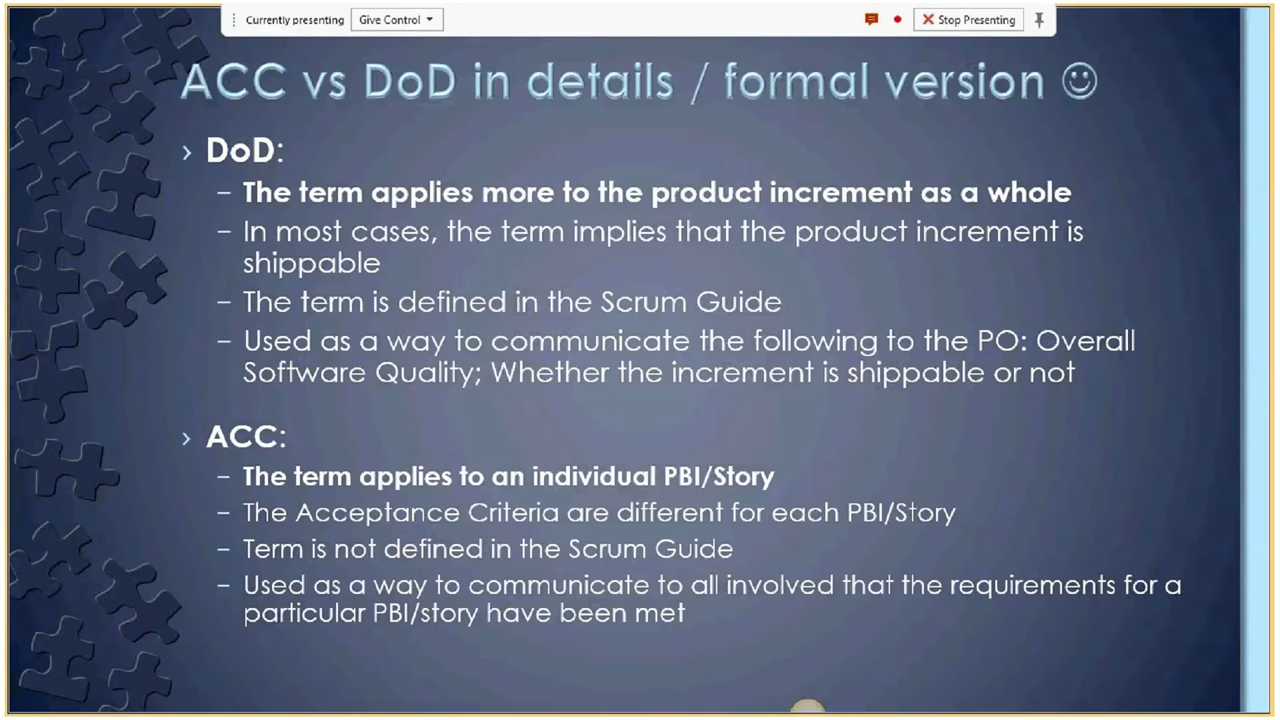 Currently presenting Give Control Stop Presenting
ACC vs DoD in details / formal version ☺
› DoD:
– The term applies more to the product increment as a whole
– In most cases, the term implies that the product increment is
shippable
– The term is defined in the Scrum Guide
– Used as a way to communicate the following to the PO: Overall
Software Quality; Whether the increment is shippable or not
› ACC:
– The term applies to an individual PBI/Story
– The Acceptance Criteria are different for each PBI/Story
– Term is not defined in the Scrum Guide
– Used as a way to communicate to all involved that the requirements for a
particular PBI/story have been met